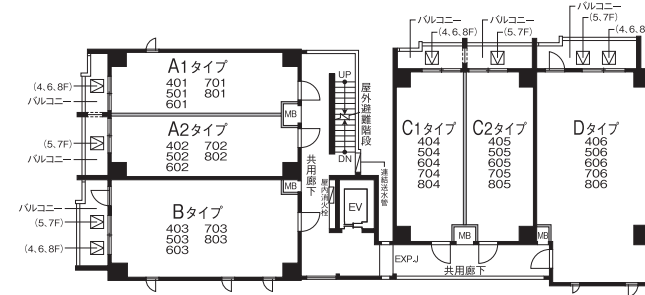 バルコニー
(4、6、8F)
バルコニー
(5、7F)
バルコニー
(5、7F)
(4、6、8
A1タイプ
401 701
501 801
601
(4、6、8F)
バルコニー
MB
UP
屋外避難階段
DN
A2タイプ
402 702
502 802
602
(5、7F)
バルコニー
MB
共用廊下
屋内消火栓
連結送水管
EV
Bタイプ
403 703
503 803
603
バルコニー
(5、7F)
(4、6、8F)
C1タイプ
404
504
604
704
804
C2タイプ
405
505
605
705
805
Dタイプ
406
506
606
706
806
MB
MB
EXP.J
共用廊下